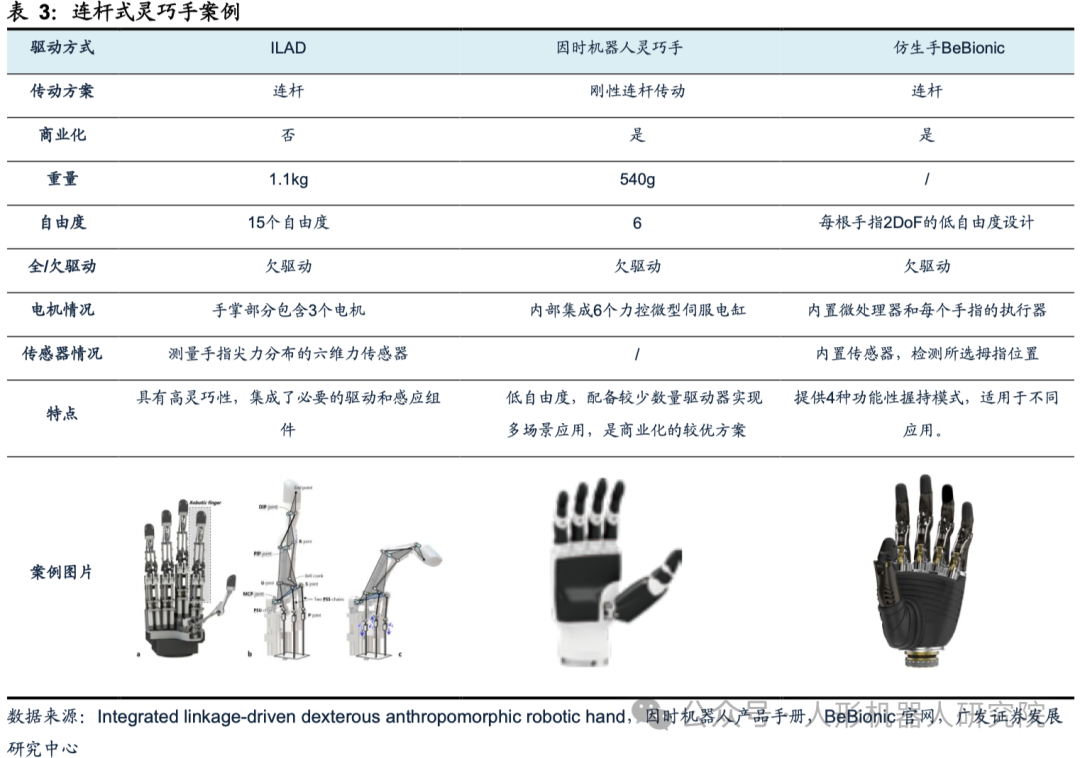 表 3：连杆式灵巧手案例
驱动方式 ILAD 因时机器人灵巧手 仿生手BeBionic
传动方案 连杆 刚性连杆传动 连杆
商业化 否 是 是
重量 1.1kg 540g /
自由度 15个自由度 6 每根手指2DoF的低自由度设计
全/欠驱动 欠驱动 欠驱动 欠驱动
电机情况 手掌部分包含3个电机 内部集成6个力控微型伺服电缸 内置微处理器和每个手指的执行器
传感器情况 测量手指尖力分布的六维力传感器 / 内置传感器，检测所选拇指位置
特点 具有高灵巧性，集成了必要的驱动和感应组 低自由度，配备较少数量驱动器实现 提供4种功能性握持模式，适用于不同
件 多场景应用，是商业化的较优方案 应用。
案例图片
Robotic finger
DIP joint
R joint
PIP joint
Bell crank
U joint S joint
MCP joint Two PSS chains
P joint
a b c
数据来源：Integrated linkage-driven dexterous anthropomorphic robotic hand，因时机器人产品手册，BeBionic 官网，广发证券发展
研究中心
公众号·人形机器人研究院